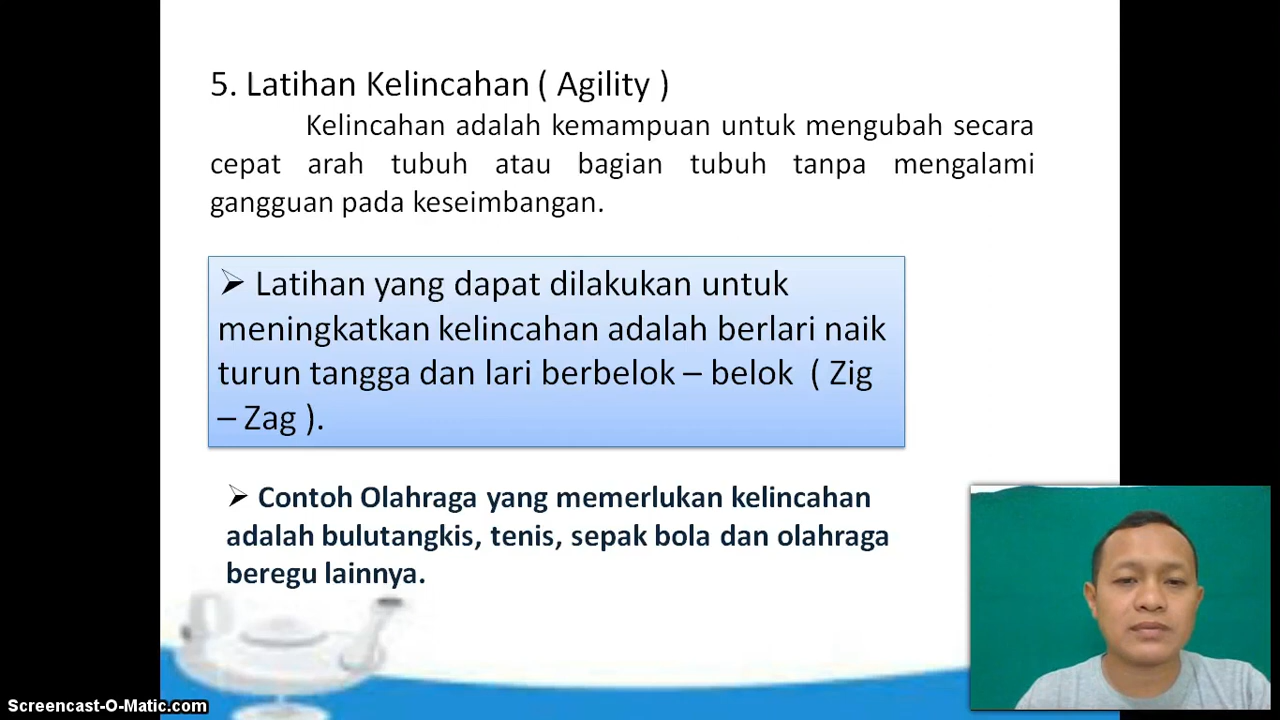 5. Latihan Kelincahan ( Agility )
Kelincahan adalah kemampuan untuk mengubah secara
cepat arah tubuh atau bagian tubuh tanpa mengalami
gangguan pada keseimbangan.
➢ Latihan yang dapat dilakukan untuk
meningkatkan kelincahan adalah berlari naik
turun tangga dan lari berbelok – belok ( Zig
– Zag ).
➢ Contoh Olahraga yang memerlukan kelincahan
adalah bulutangkis, tenis, sepak bola dan olahraga
beregu lainnya.
Screencast-O-Matic.com